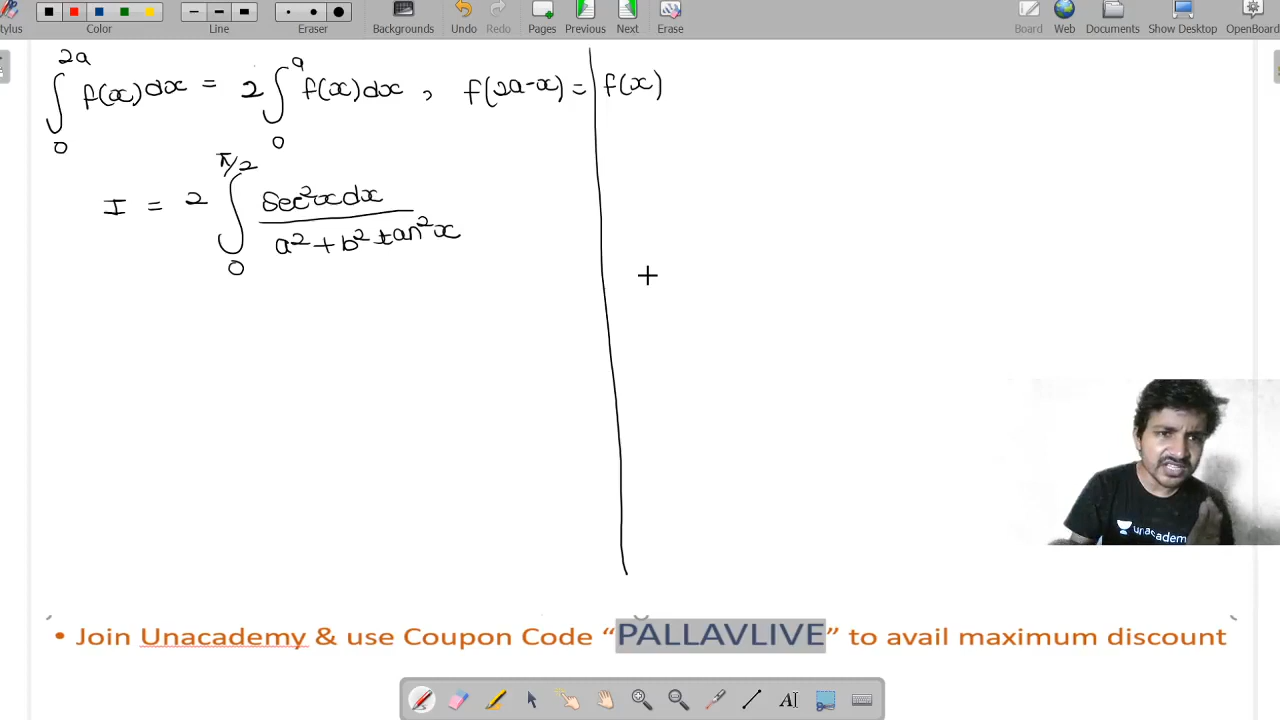 Stylus Color Line Eraser Backgrounds Undo Redo Pages Previous Next Erase Board Web Documents Show Desktop OpenBoard
∫₀^{2a} f(x)dx = 2 ∫₀^{a} f(x)dx , f(2a-x) = f(x)
I = 2 ∫₀^{π/2} sec²x dx / (a² + b² tan²x)
unacademy
• Join Unacademy & use Coupon Code “PALLAVLIVE” to avail maximum discount